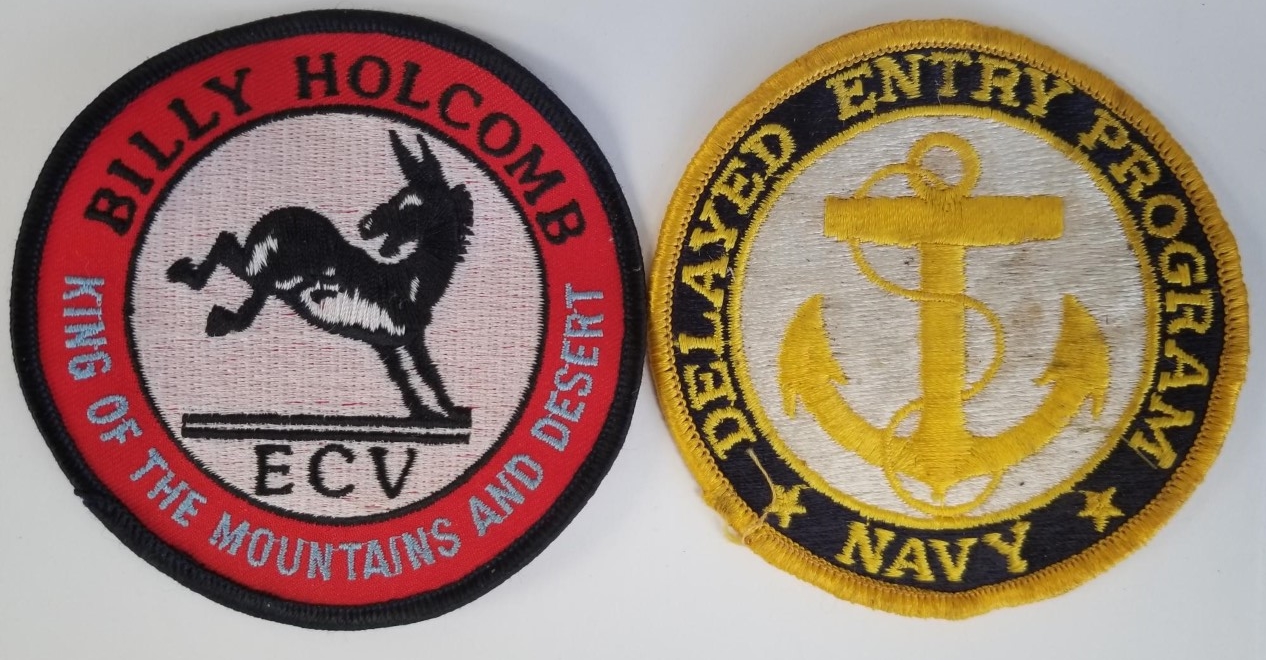 BILLY HOLCOMB
KING OF THE MOUNTAINS AND DESERT
ECV
DELAYED ENTRY PROGRAM
NAVY